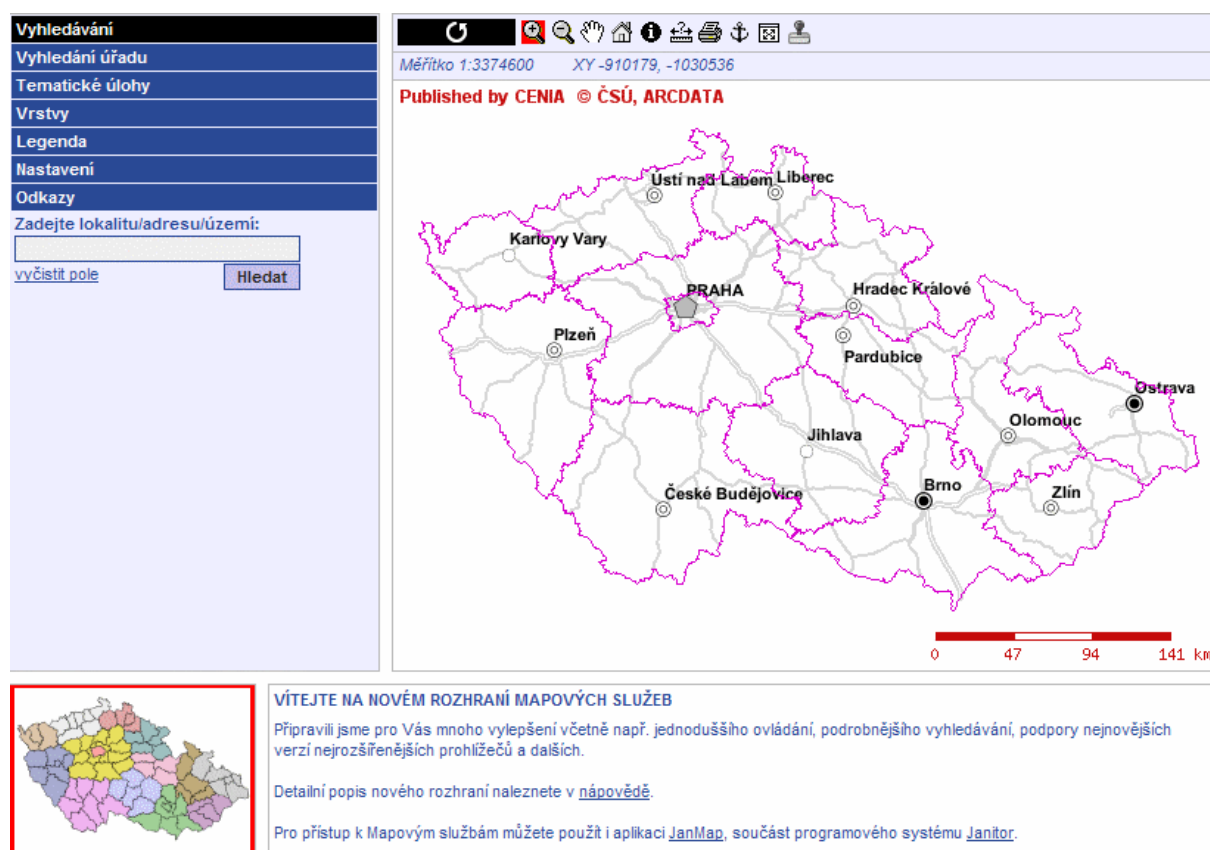 Vyhledávání
Vyhledání úřadu
Tematické úlohy
Vrstvy
Legenda
Nastavení
Odkazy
Zadejte lokalitu/adresu/území:
vyčistit pole
Hledat
Měřítko 1:3374600 XY -910179, -1030536
Published by CENIA © ČSÚ, ARCDATA
Ústí nad Labem
Liberec
Karlovy Vary
PRAHA
Hradec Králové
Plzeň
Pardubice
Ostrava
Olomouc
Jihlava
České Budějovice
Brno
Zlín
0 47 94 141 km
VÍTEJTE NA NOVÉM ROZHRANÍ MAPOVÝCH SLUŽEB
Připravili jsme pro Vás mnoho vylepšení včetně např. jednoduššího ovládání, podrobnějšího vyhledávání, podpory nejnovějších
verzí nejrozšířenějších prohlížečů a dalších.
Detailní popis nového rozhraní naleznete v nápovědě.
Pro přístup k Mapovým službám můžete použít i aplikaci JanMap, součást programového systému Janitor.